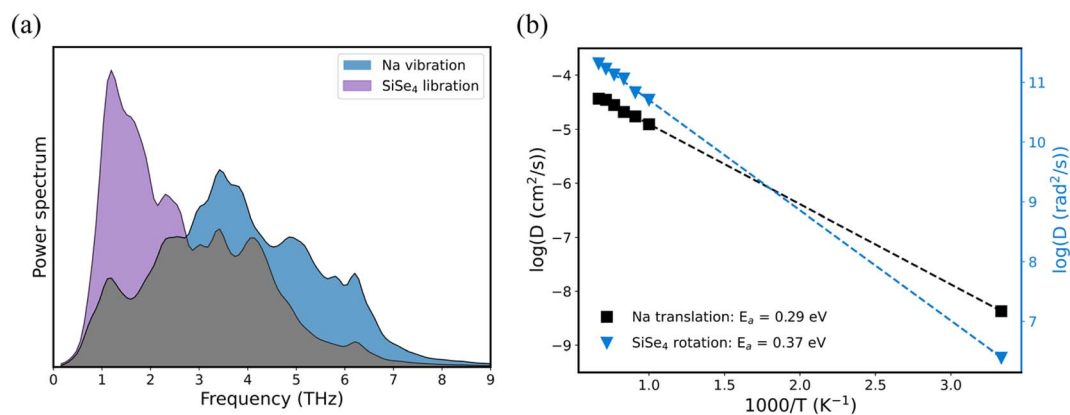 (a)
Power spectrum
Na vibration
SiSe₄ libration
0 1 2 3 4 5 6 7 8 9
Frequency (THz)
(b)
log(D (cm²/s))
−4
−5
−6
−7
−8
−9
Na translation: Eₐ = 0.29 eV
SiSe₄ rotation: Eₐ = 0.37 eV
1.0 1.5 2.0 2.5 3.0
1000/T (K⁻¹)
11
10
9
8
7
log(D (rad²/s))